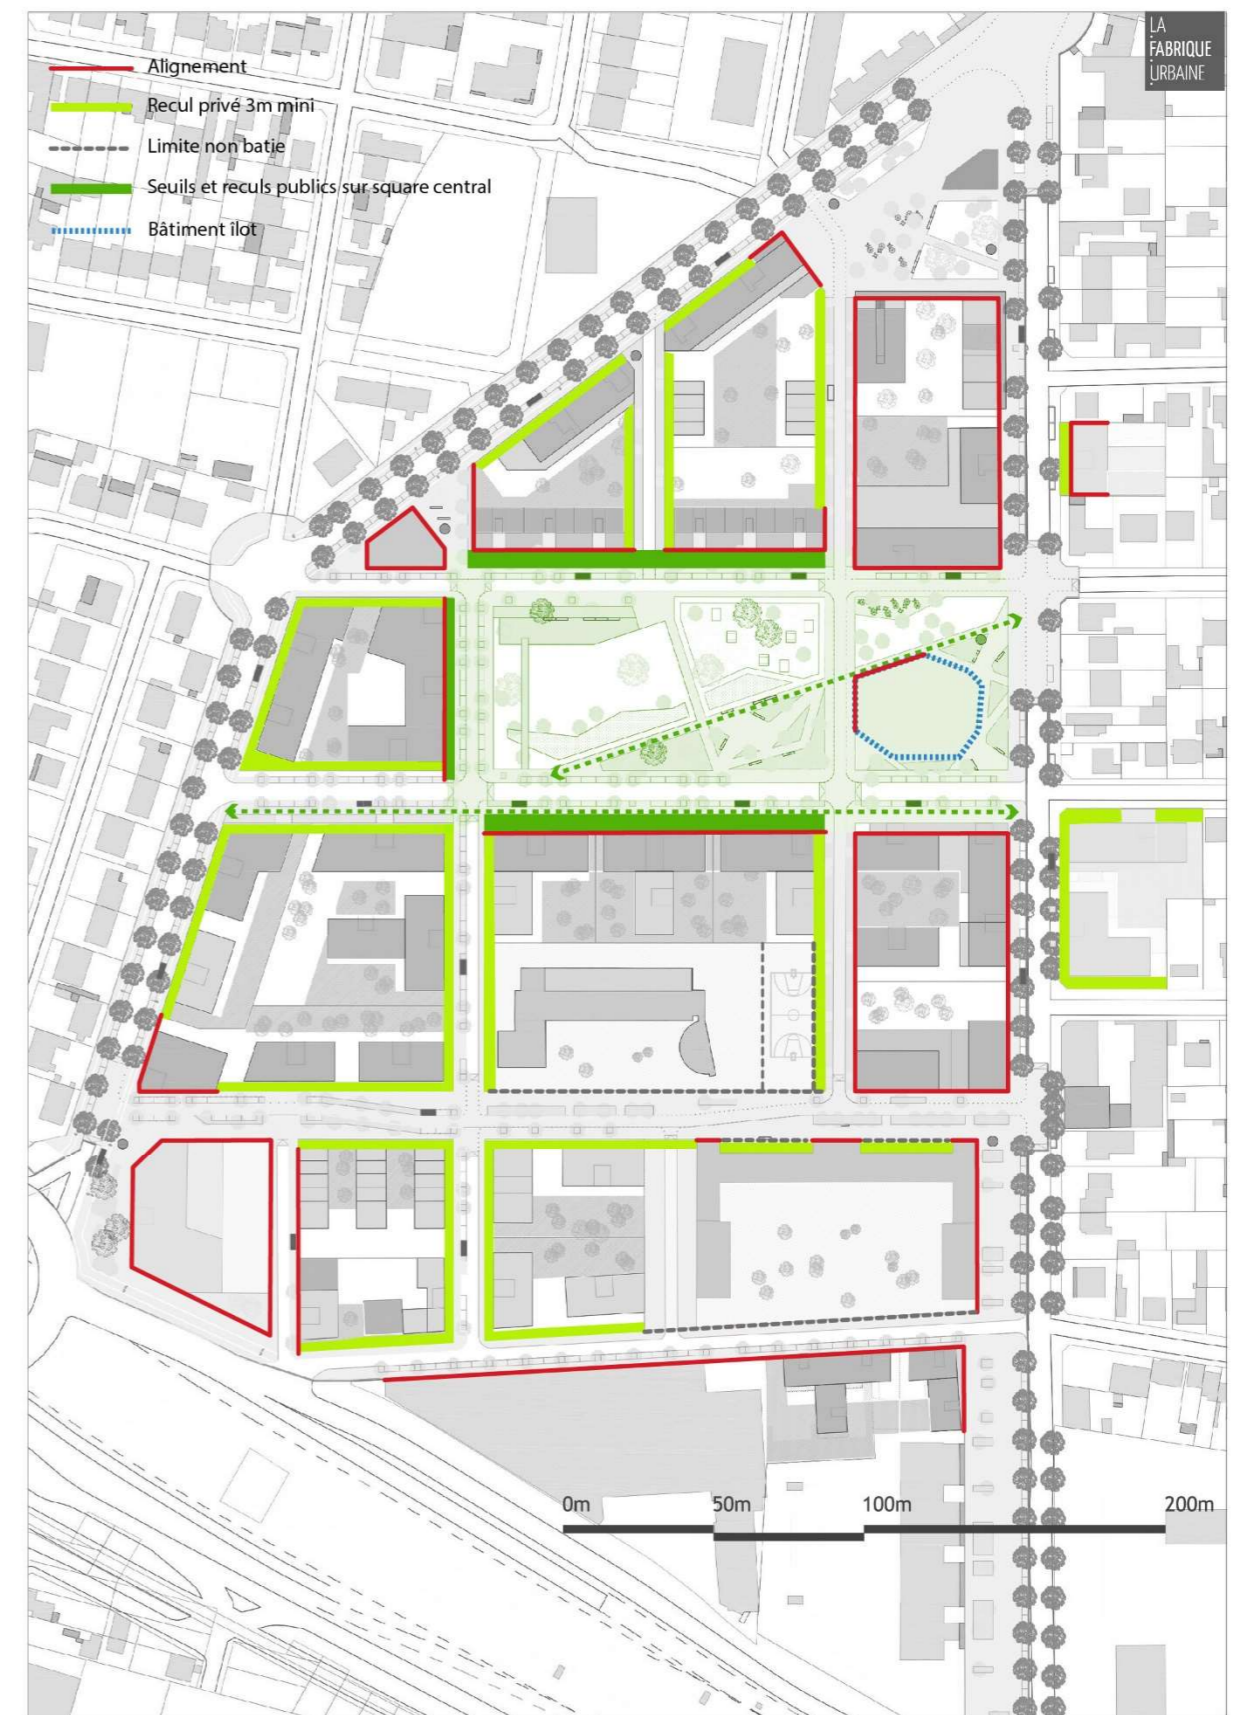 LA
FABRIQUE
URBAINE
Alignement
Recul privé 3m mini
Limite non batie
Seuils et reculs publics sur square central
Bâtiment îlot
0m 50m 100m 200m